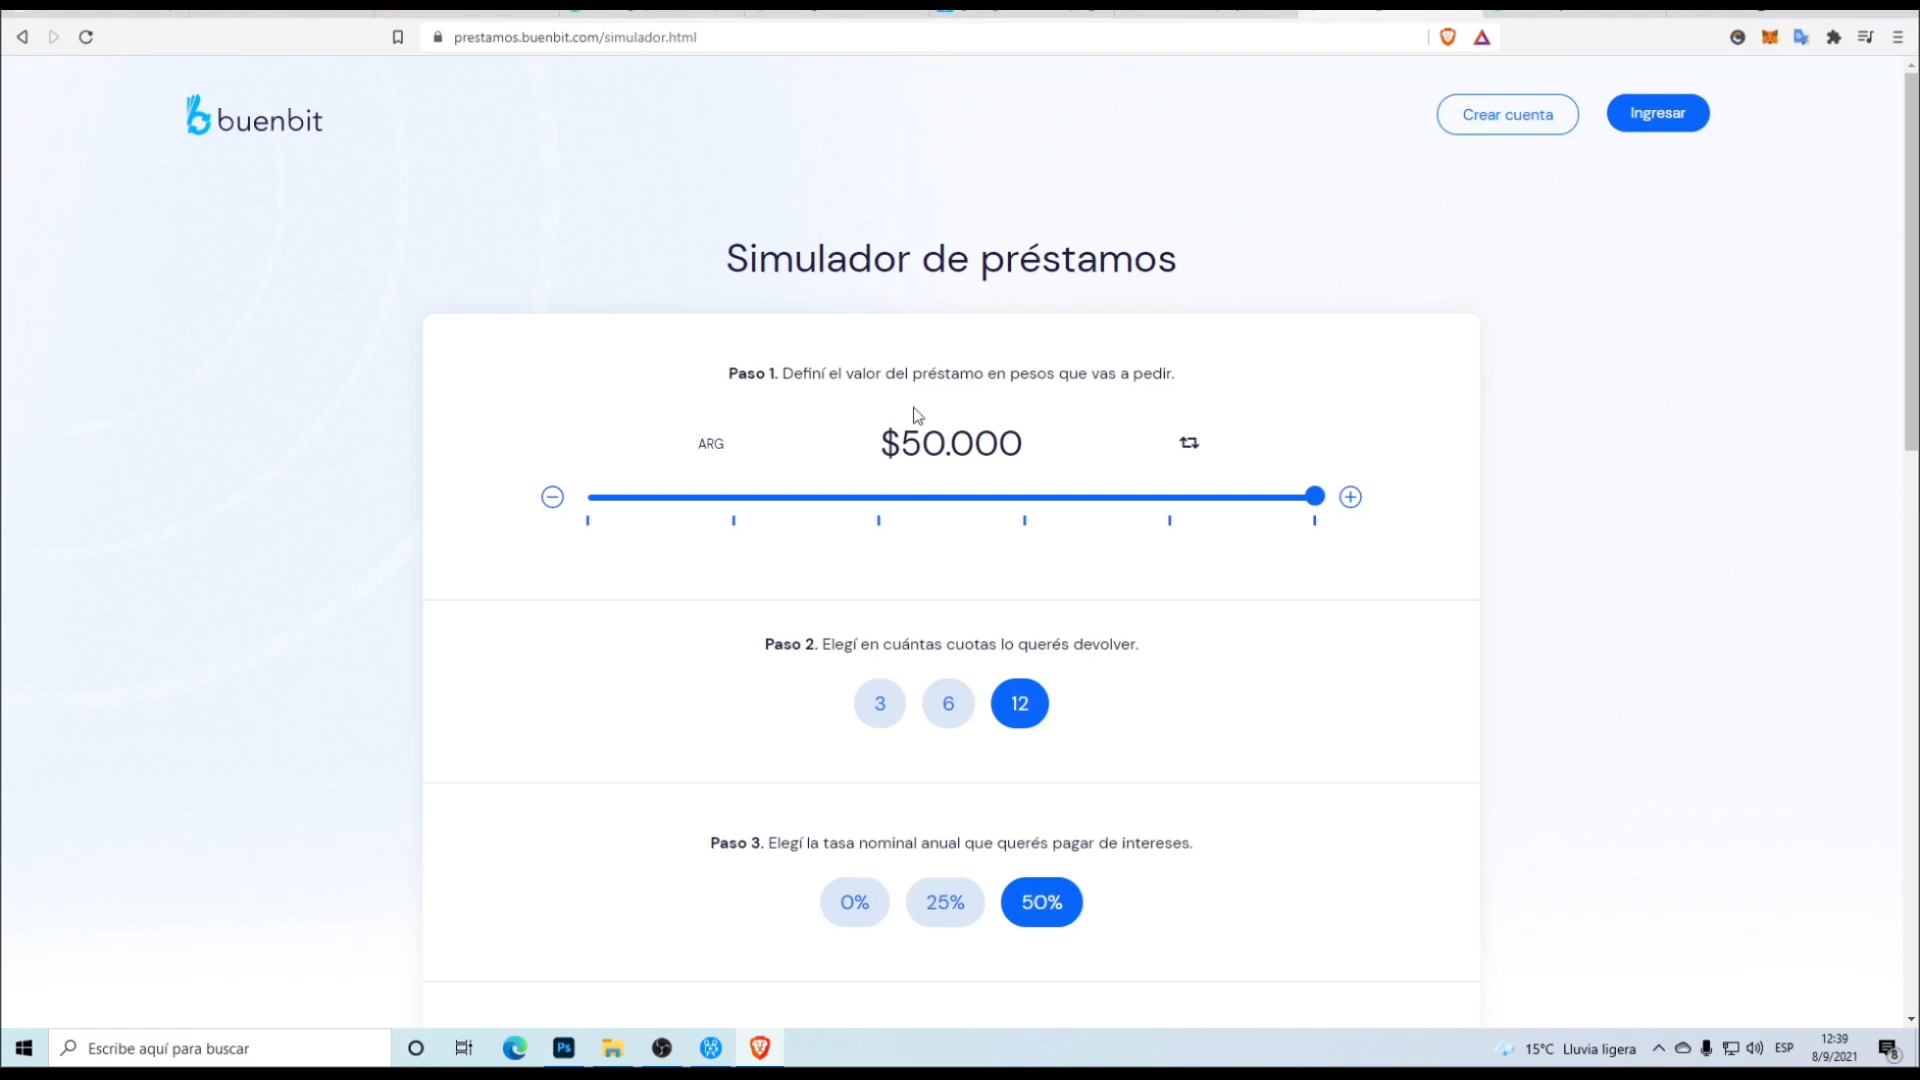 prestamos.buenbit.com/simulador.html
buenbit
Crear cuenta
Ingresar
Simulador de préstamos
Paso 1. Definí el valor del préstamo en pesos que vas a pedir.
ARG
$50.000
Paso 2. Elegí en cuántas cuotas lo querés devolver.
3
6
12
Paso 3. Elegí la tasa nominal anual que querés pagar de intereses.
0%
25%
50%
Escribe aquí para buscar
Ps
15°C Lluvia ligera
ESP
12:39
8/9/2021
8